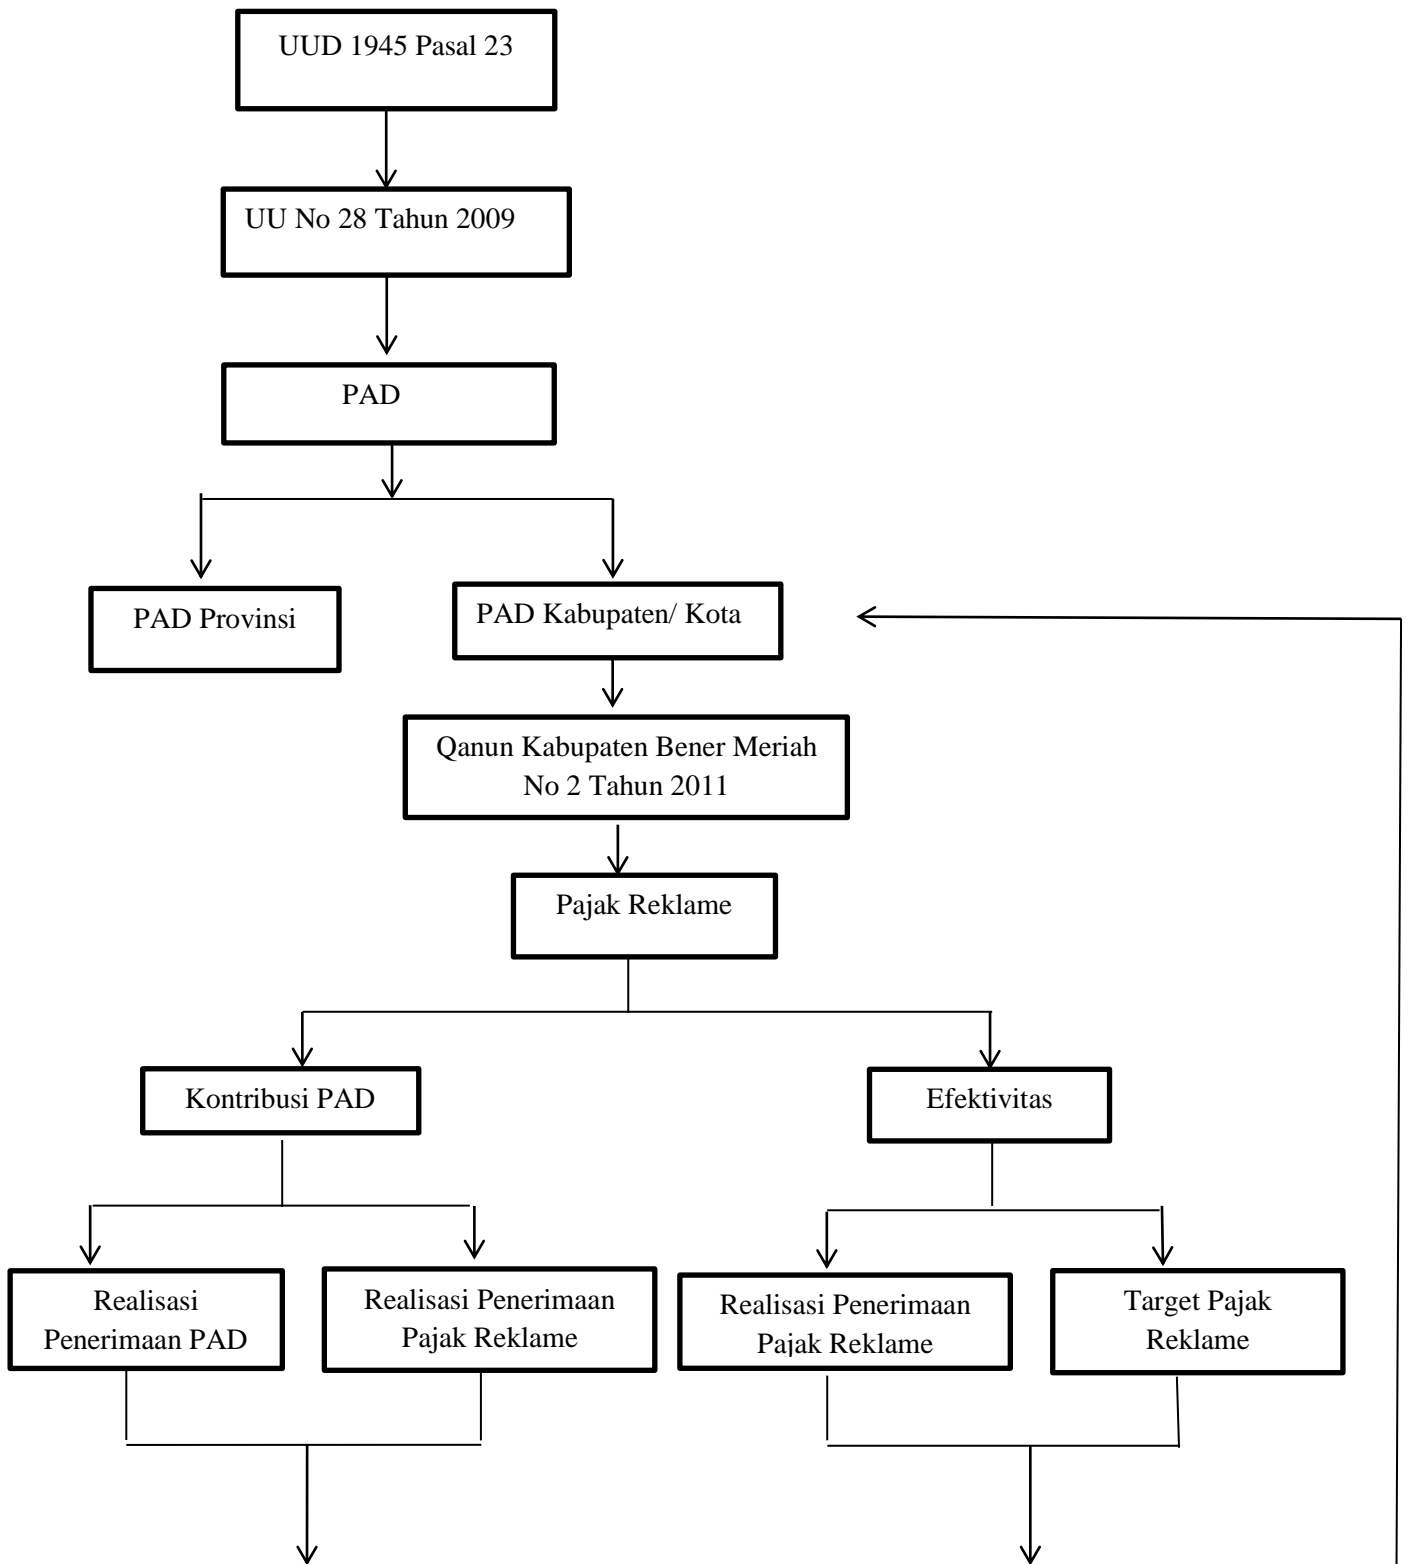 UUD 1945 Pasal 23
UU No 28 Tahun 2009
PAD
PAD Provinsi
PAD Kabupaten/ Kota
Qanun Kabupaten Bener Meriah
No 2 Tahun 2011
Pajak Reklame
Kontribusi PAD
Efektivitas
Realisasi
Penerimaan PAD
Realisasi Penerimaan
Pajak Reklame
Realisasi Penerimaan
Pajak Reklame
Target Pajak
Reklame